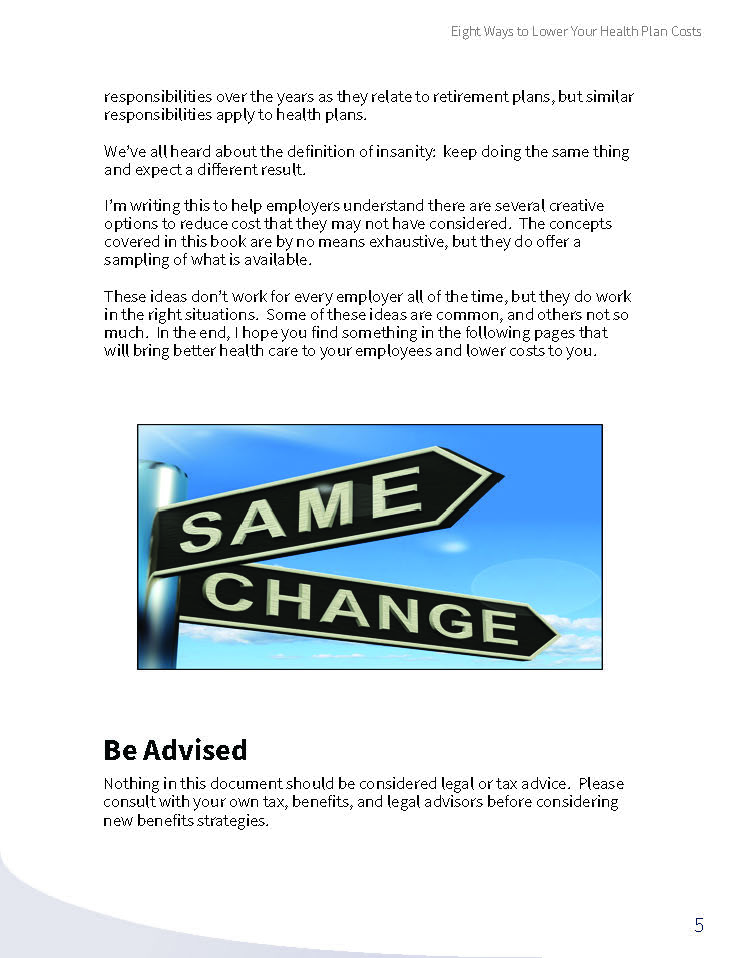 Eight Ways to Lower Your Health Plan Costs
responsibilities over the years as they relate to retirement plans, but similar
responsibilities apply to health plans.
We’ve all heard about the definition of insanity:  keep doing the same thing
and expect a different result.
I’m writing this to help employers understand there are several creative
options to reduce cost that they may not have considered.  The concepts
covered in this book are by no means exhaustive, but they do offer a
sampling of what is available.
These ideas don’t work for every employer all of the time, but they do work
in the right situations.  Some of these ideas are common, and others not so
much.  In the end, I hope you find something in the following pages that
will bring better health care to your employees and lower costs to you.
SAME
CHANGE
Be Advised
Nothing in this document should be considered legal or tax advice.  Please
consult with your own tax, benefits, and legal advisors before considering
new benefits strategies.
5